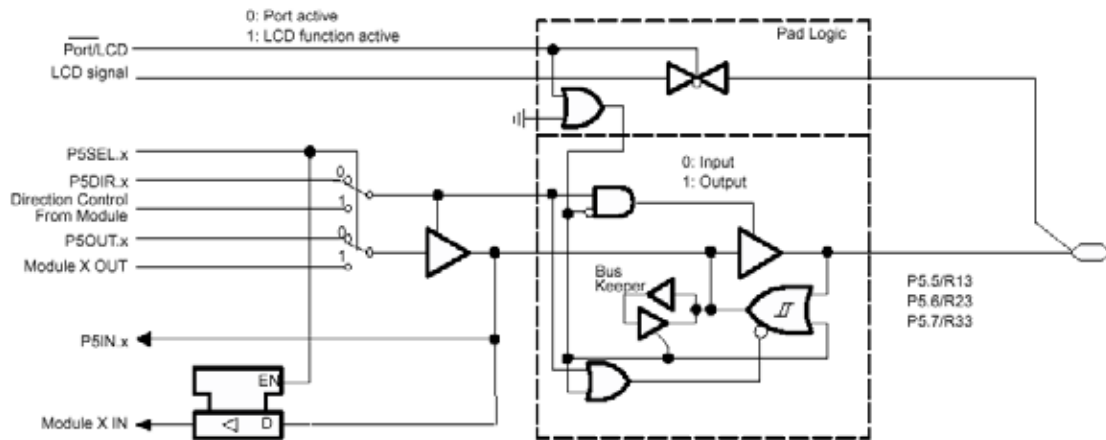 0: Port active
1: LCD function active
Pad Logic
Port/LCD
LCD signal
P5SEL.x
P5DIR.x
Direction Control
From Module
P5OUT.x
Module X OUT
0
1
0
1
0: Input
1: Output
Bus
Keeper
P5.5/R13
P5.6/R23
P5.7/R33
P5IN.x
EN
Module X IN
D